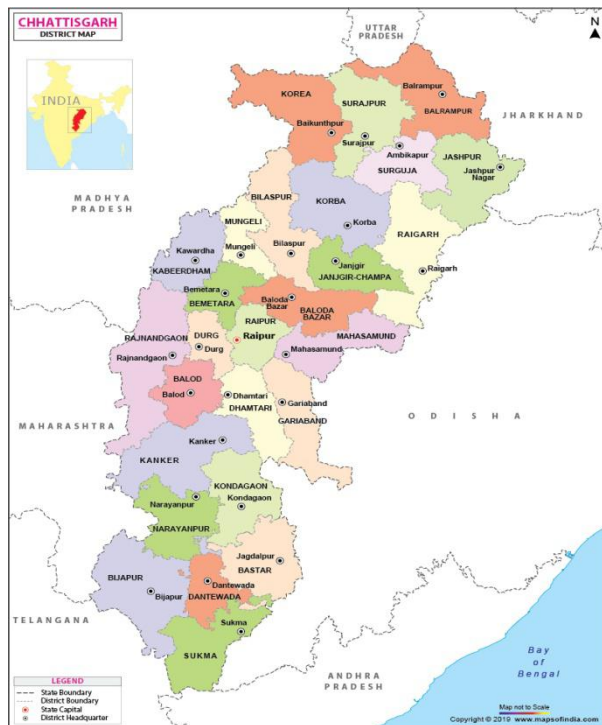 CHHATTISGARH
DISTRICT MAP
UTTAR
PRADESH
N
INDIA
KOREA
SURAJPUR
Balrampur
BALRAMPUR
JHARKHAND
Baikunthpur
Surajpur
Ambikapur
SURGUJA
JASHPUR
Jashpur
Nagar
MADHYA
PRADESH
BILASPUR
KORBA
Korba
MUNGELI
Mungeli
Bilaspur
RAIGARH
Raigarh
Kawardha
KABEERDHAM
Janjgir
JANJGIR-CHAMPA
Bemetara
BEMETARA
Baloda
Bazar
BALODA
BAZAR
RAJNANDGAON
Rajnandgaon
DURG
Durg
RAIPUR
Raipur
MAHASAMUND
Mahasamund
BALOD
Balod
Dhamtari
DHAMTARI
Gariaband
GARIABAND
ODISHA
MAHARASHTRA
Kanker
KANKER
KONDAGAON
Kondagaon
Narayanpur
NARAYANPUR
Jagdalpur
BASTAR
BIJAPUR
Bijapur
Dantewada
DANTEWADA
TELANGANA
Sukma
SUKMA
ANDHRA
PRADESH
Bay
of
Bengal
LEGEND
State Boundary
District Boundary
State Capital
District Headquarter
Map not to Scale
Copyright © 2019 www.mapsofindia.com